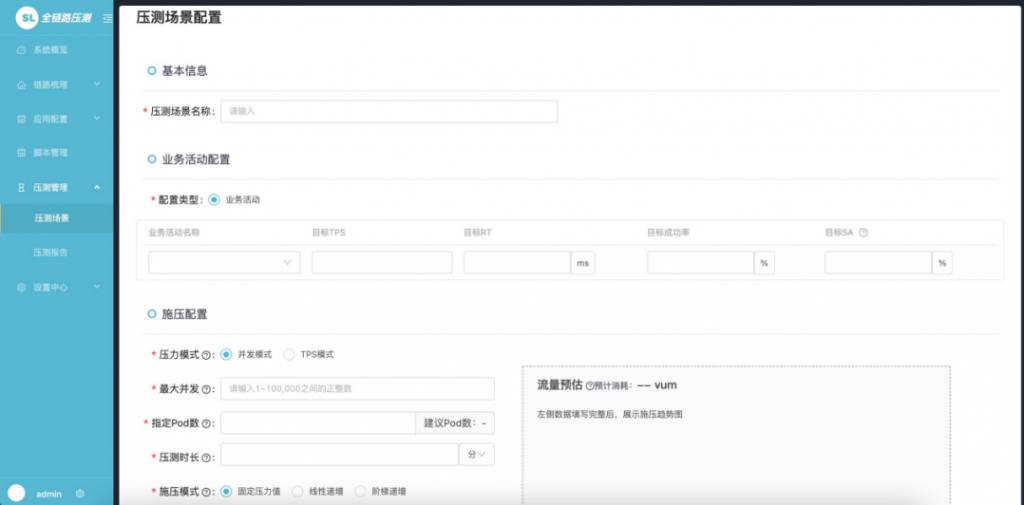 SL 全链路压测
系统概览
链路梳理
应用配置
脚本管理
压测管理
压测场景
压测报告
设置中心
admin
压测场景配置
基本信息
* 压测场景名称: 请输入
业务活动配置
* 配置类型: 业务活动
业务活动名称 目标TPS 目标RT 目标成功率 目标SA ?
ms % %
施压配置
* 压力模式?: 并发模式 TPS模式
* 最大并发?: 请输入1~100,000之间的正整数
* 指定Pod数?: 建议Pod数: -
* 压测时长?: 分
* 施压模式?: 固定压力值 线性递增 阶梯递增
流量预估 ?预计消耗: -- vum
左侧数据填写完整后，展示施压趋势图